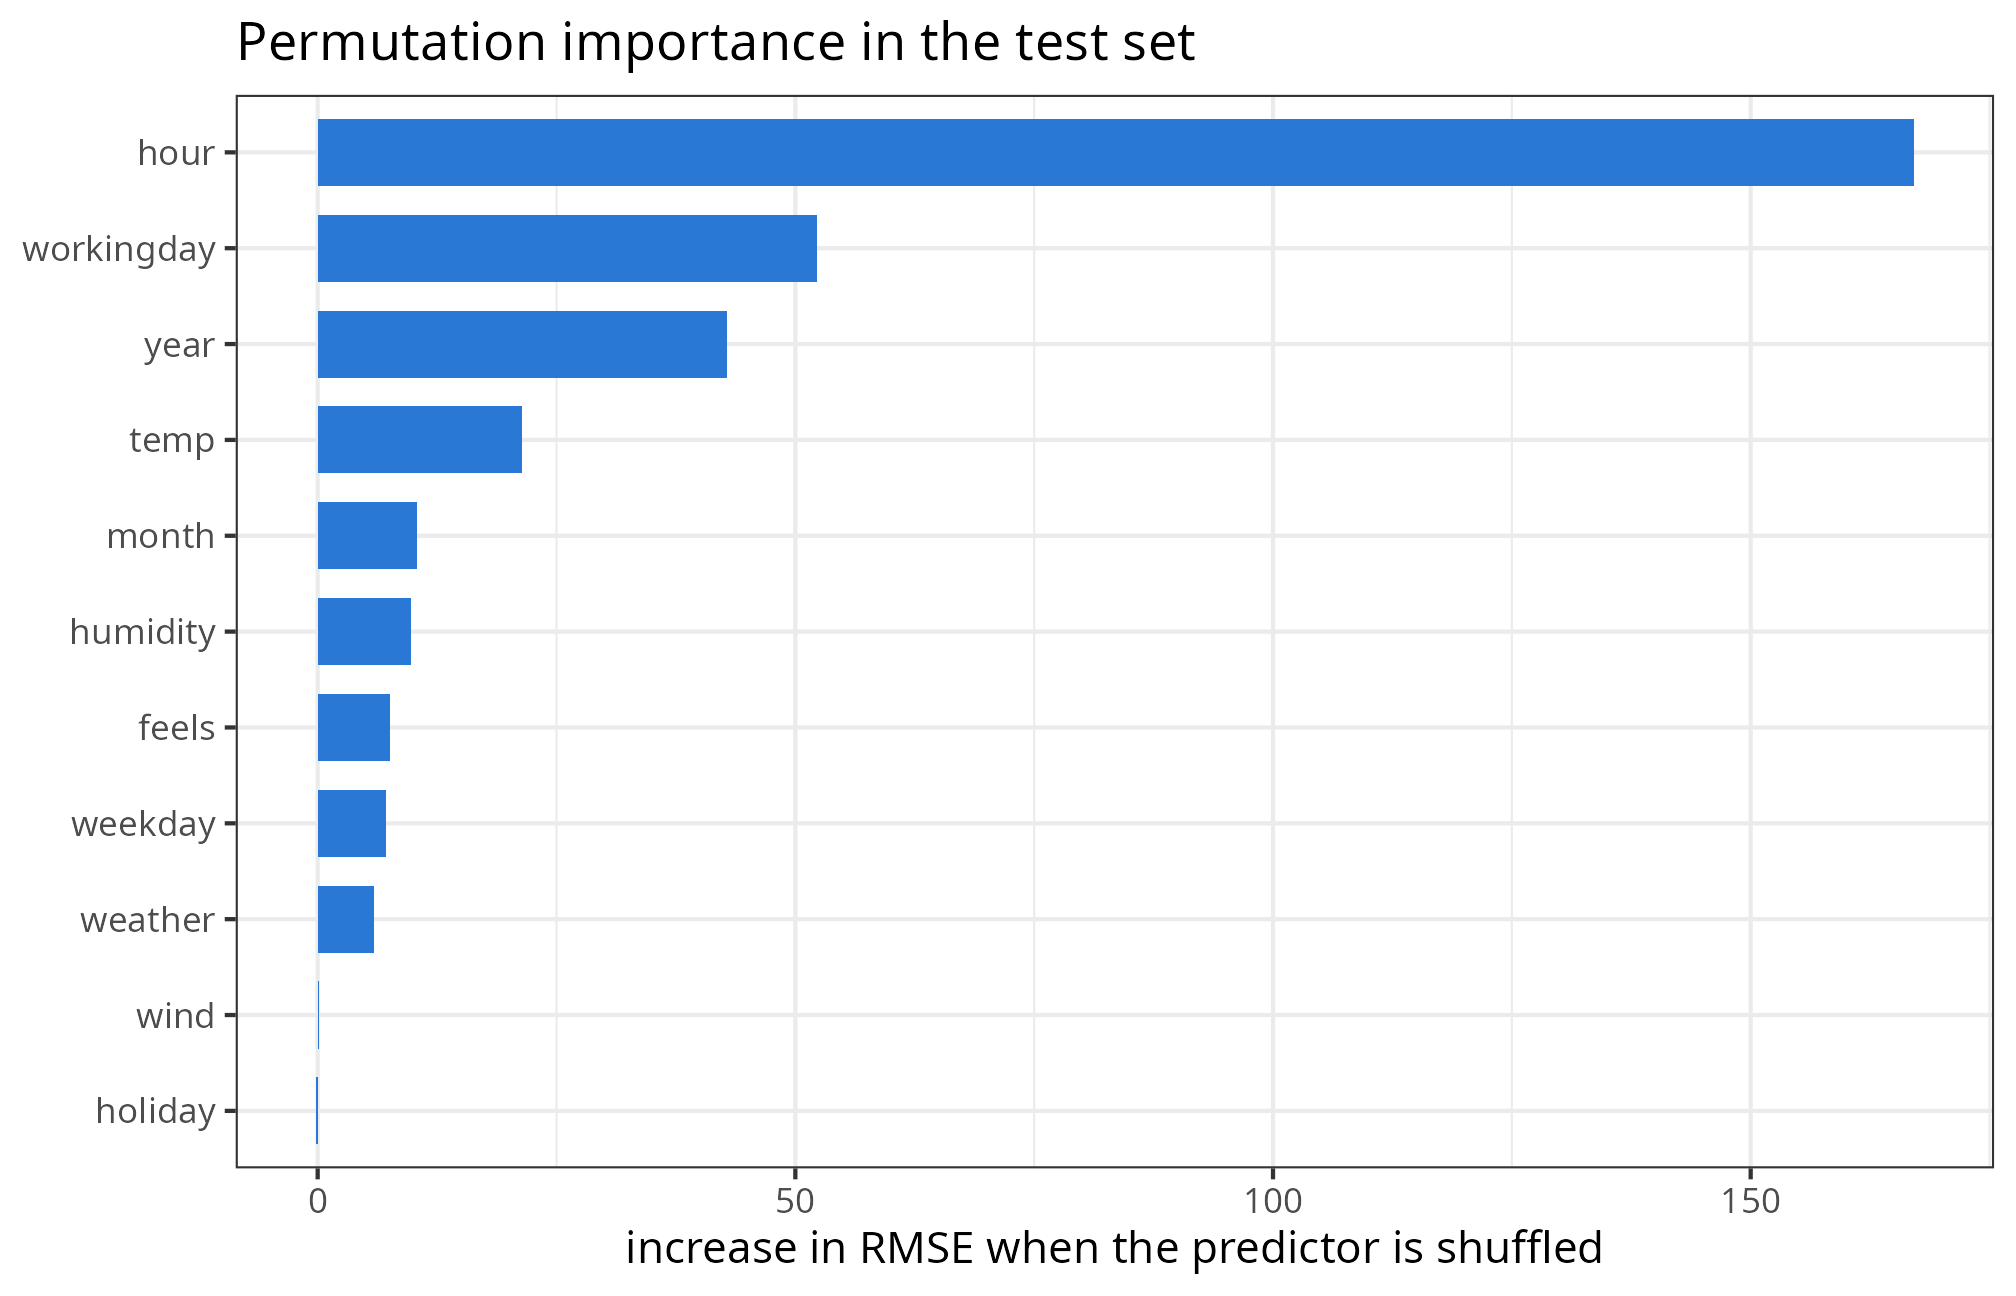 Permutation importance in the test set
hour
workingday
year
temp
month
humidity
feels
weekday
weather
wind
holiday
0 50 100 150
increase in RMSE when the predictor is shuffled